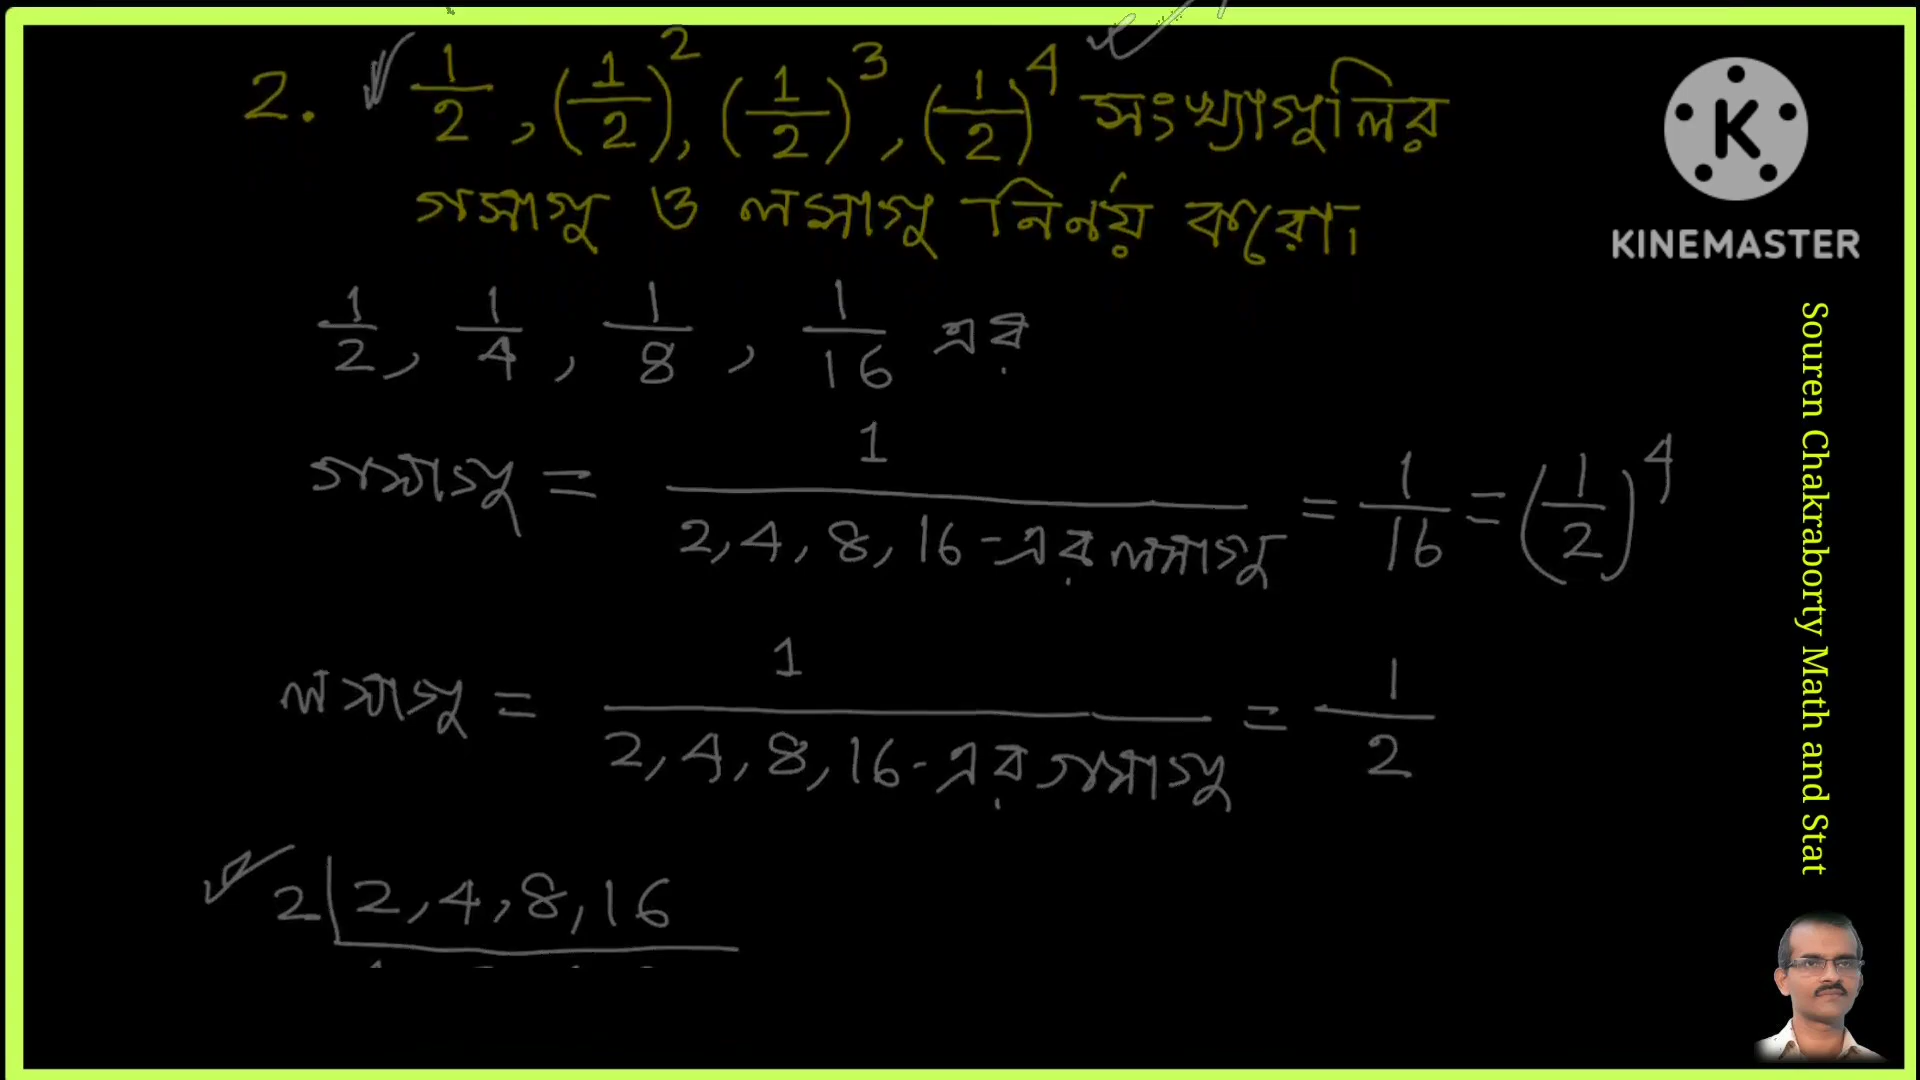 2. 1/2, (1/2)^2, (1/2)^3, (1/2)^4 সংখ্যাগুলির
গসাগু ও লসাগু নির্নয় করো।
1/2, 1/4, 1/8, 1/16 এর
গসাগু = 1/(2, 4, 8, 16-এর লসাগু) = 1/16 = (1/2)^4
লসাগু = 1/(2, 4, 8, 16-এর গসাগু) = 1/2
2 | 2, 4, 8, 16
K
KINEMASTER
Souren Chakraborty Math and Stat